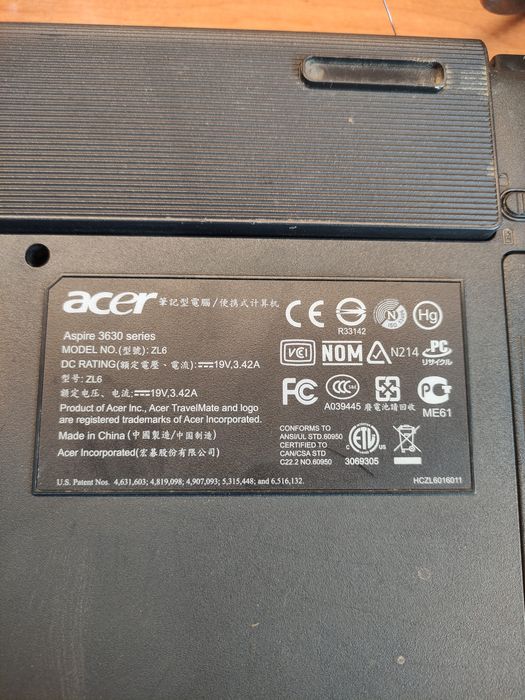 acer 筆記型電腦/便携式计算机
Aspire 3630 series
MODEL NO.(型號): ZL6
DC RATING(額定電壓、電流):⎓19V,3.42A
型号: ZL6
额定电压、电流:⎓19V,3.42A
Product of Acer Inc., Acer TravelMate and logo
are registered trademarks of Acer Incorporated.
Made in China (中國製造/中国制造)
Acer Incorporated(宏碁股份有限公司)
U.S. Patent Nos. 4,631,603; 4,819,098; 4,907,093; 5,315,448; and 6,516,132.
CE R33142 N ISO Hg
VCI NOM N214 PC
リサイクル
FC CCC A039445 廢電池請回收 PC ME61
CONFORMS TO
ANSI/UL STD.60950
CERTIFIED TO
CAN/CSA STD
C22.2 NO.60950
c ETL us
3069305
HCZL6016011